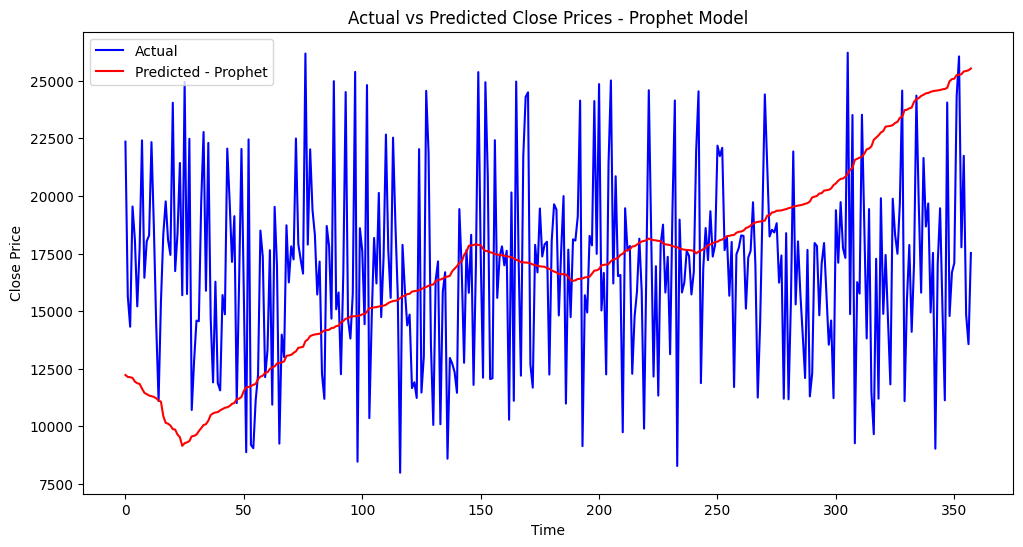 Actual vs Predicted Close Prices - Prophet Model
Actual
Predicted - Prophet
Close Price
25000
22500
20000
17500
15000
12500
10000
7500
0 50 100 150 200 250 300 350
Time